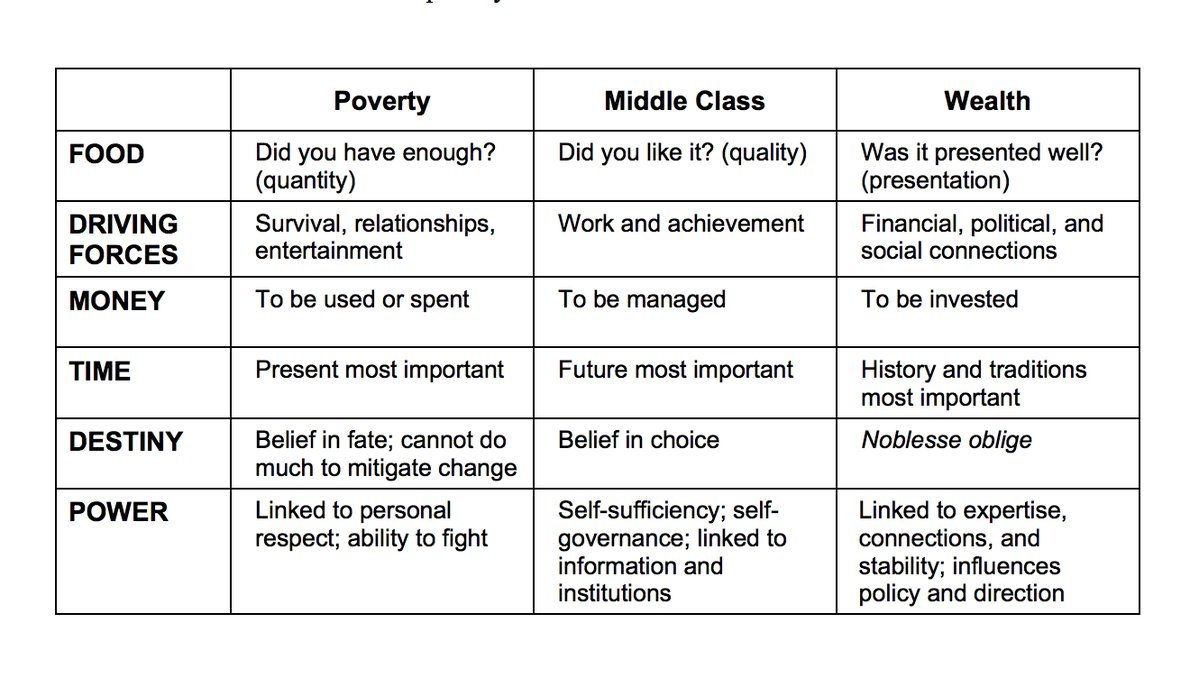 Poverty Middle Class Wealth
FOOD Did you have enough? Did you like it? (quality) Was it presented well?
(quantity) (presentation)
DRIVING Survival, relationships, Work and achievement Financial, political, and
FORCES entertainment social connections
MONEY To be used or spent To be managed To be invested
TIME Present most important Future most important History and traditions
most important
DESTINY Belief in fate; cannot do Belief in choice Noblesse oblige
much to mitigate change
POWER Linked to personal Self-sufficiency; self- Linked to expertise,
respect; ability to fight governance; linked to connections, and
information and stability; influences
institutions policy and direction